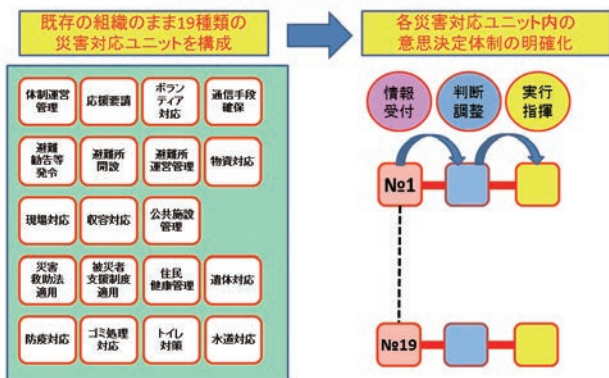 既存の組織のまま19種類の
災害対応ユニットを構成
各災害対応ユニット内の
意思決定体制の明確化
体制運営
管理
応援要請
ボラン
ティア
対応
通信手段
確保
避難
勧告等
発令
避難所
開設
避難所
運営管理
物資対応
現場対応
収容対応
公共施設
管理
災害
救助法
適用
被災者
支援制度
適用
住民
健康管理
遺体対応
防疫対応
ゴミ処理
対応
トイレ
対策
水道対応
情報
受付
判断
調整
実行
指揮
№1
№19